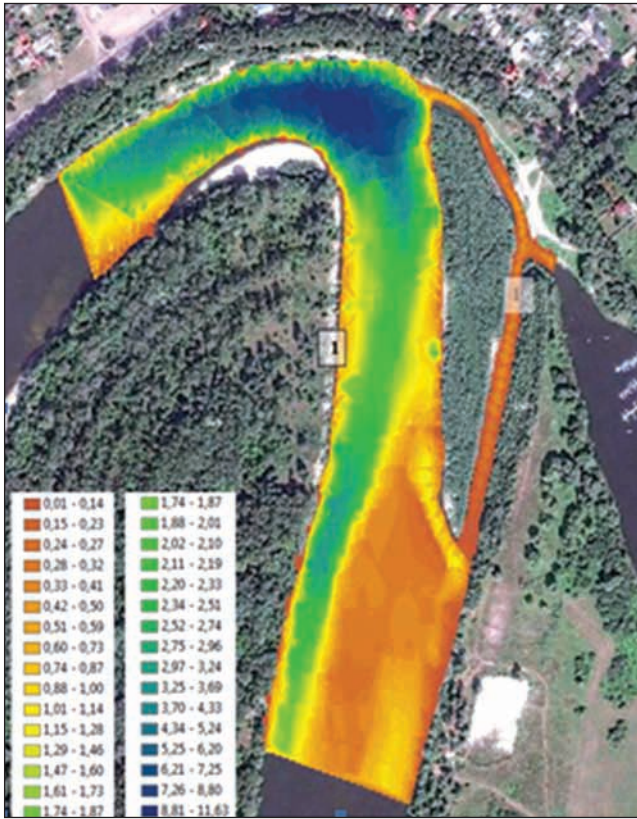 1
1
0,01 - 0,14
0,15 - 0,23
0,24 - 0,27
0,28 - 0,32
0,33 - 0,41
0,42 - 0,50
0,51 - 0,59
0,60 - 0,73
0,74 - 0,87
0,88 - 1,00
1,01 - 1,14
1,15 - 1,28
1,29 - 1,46
1,47 - 1,60
1,61 - 1,73
1,74 - 1,87
1,74 - 1,87
1,88 - 2,01
2,02 - 2,10
2,11 - 2,19
2,20 - 2,33
2,34 - 2,51
2,52 - 2,74
2,75 - 2,96
2,97 - 3,24
3,25 - 3,69
3,70 - 4,33
4,34 - 5,24
5,25 - 6,20
6,21 - 7,25
7,26 - 8,80
8,81 - 11,63